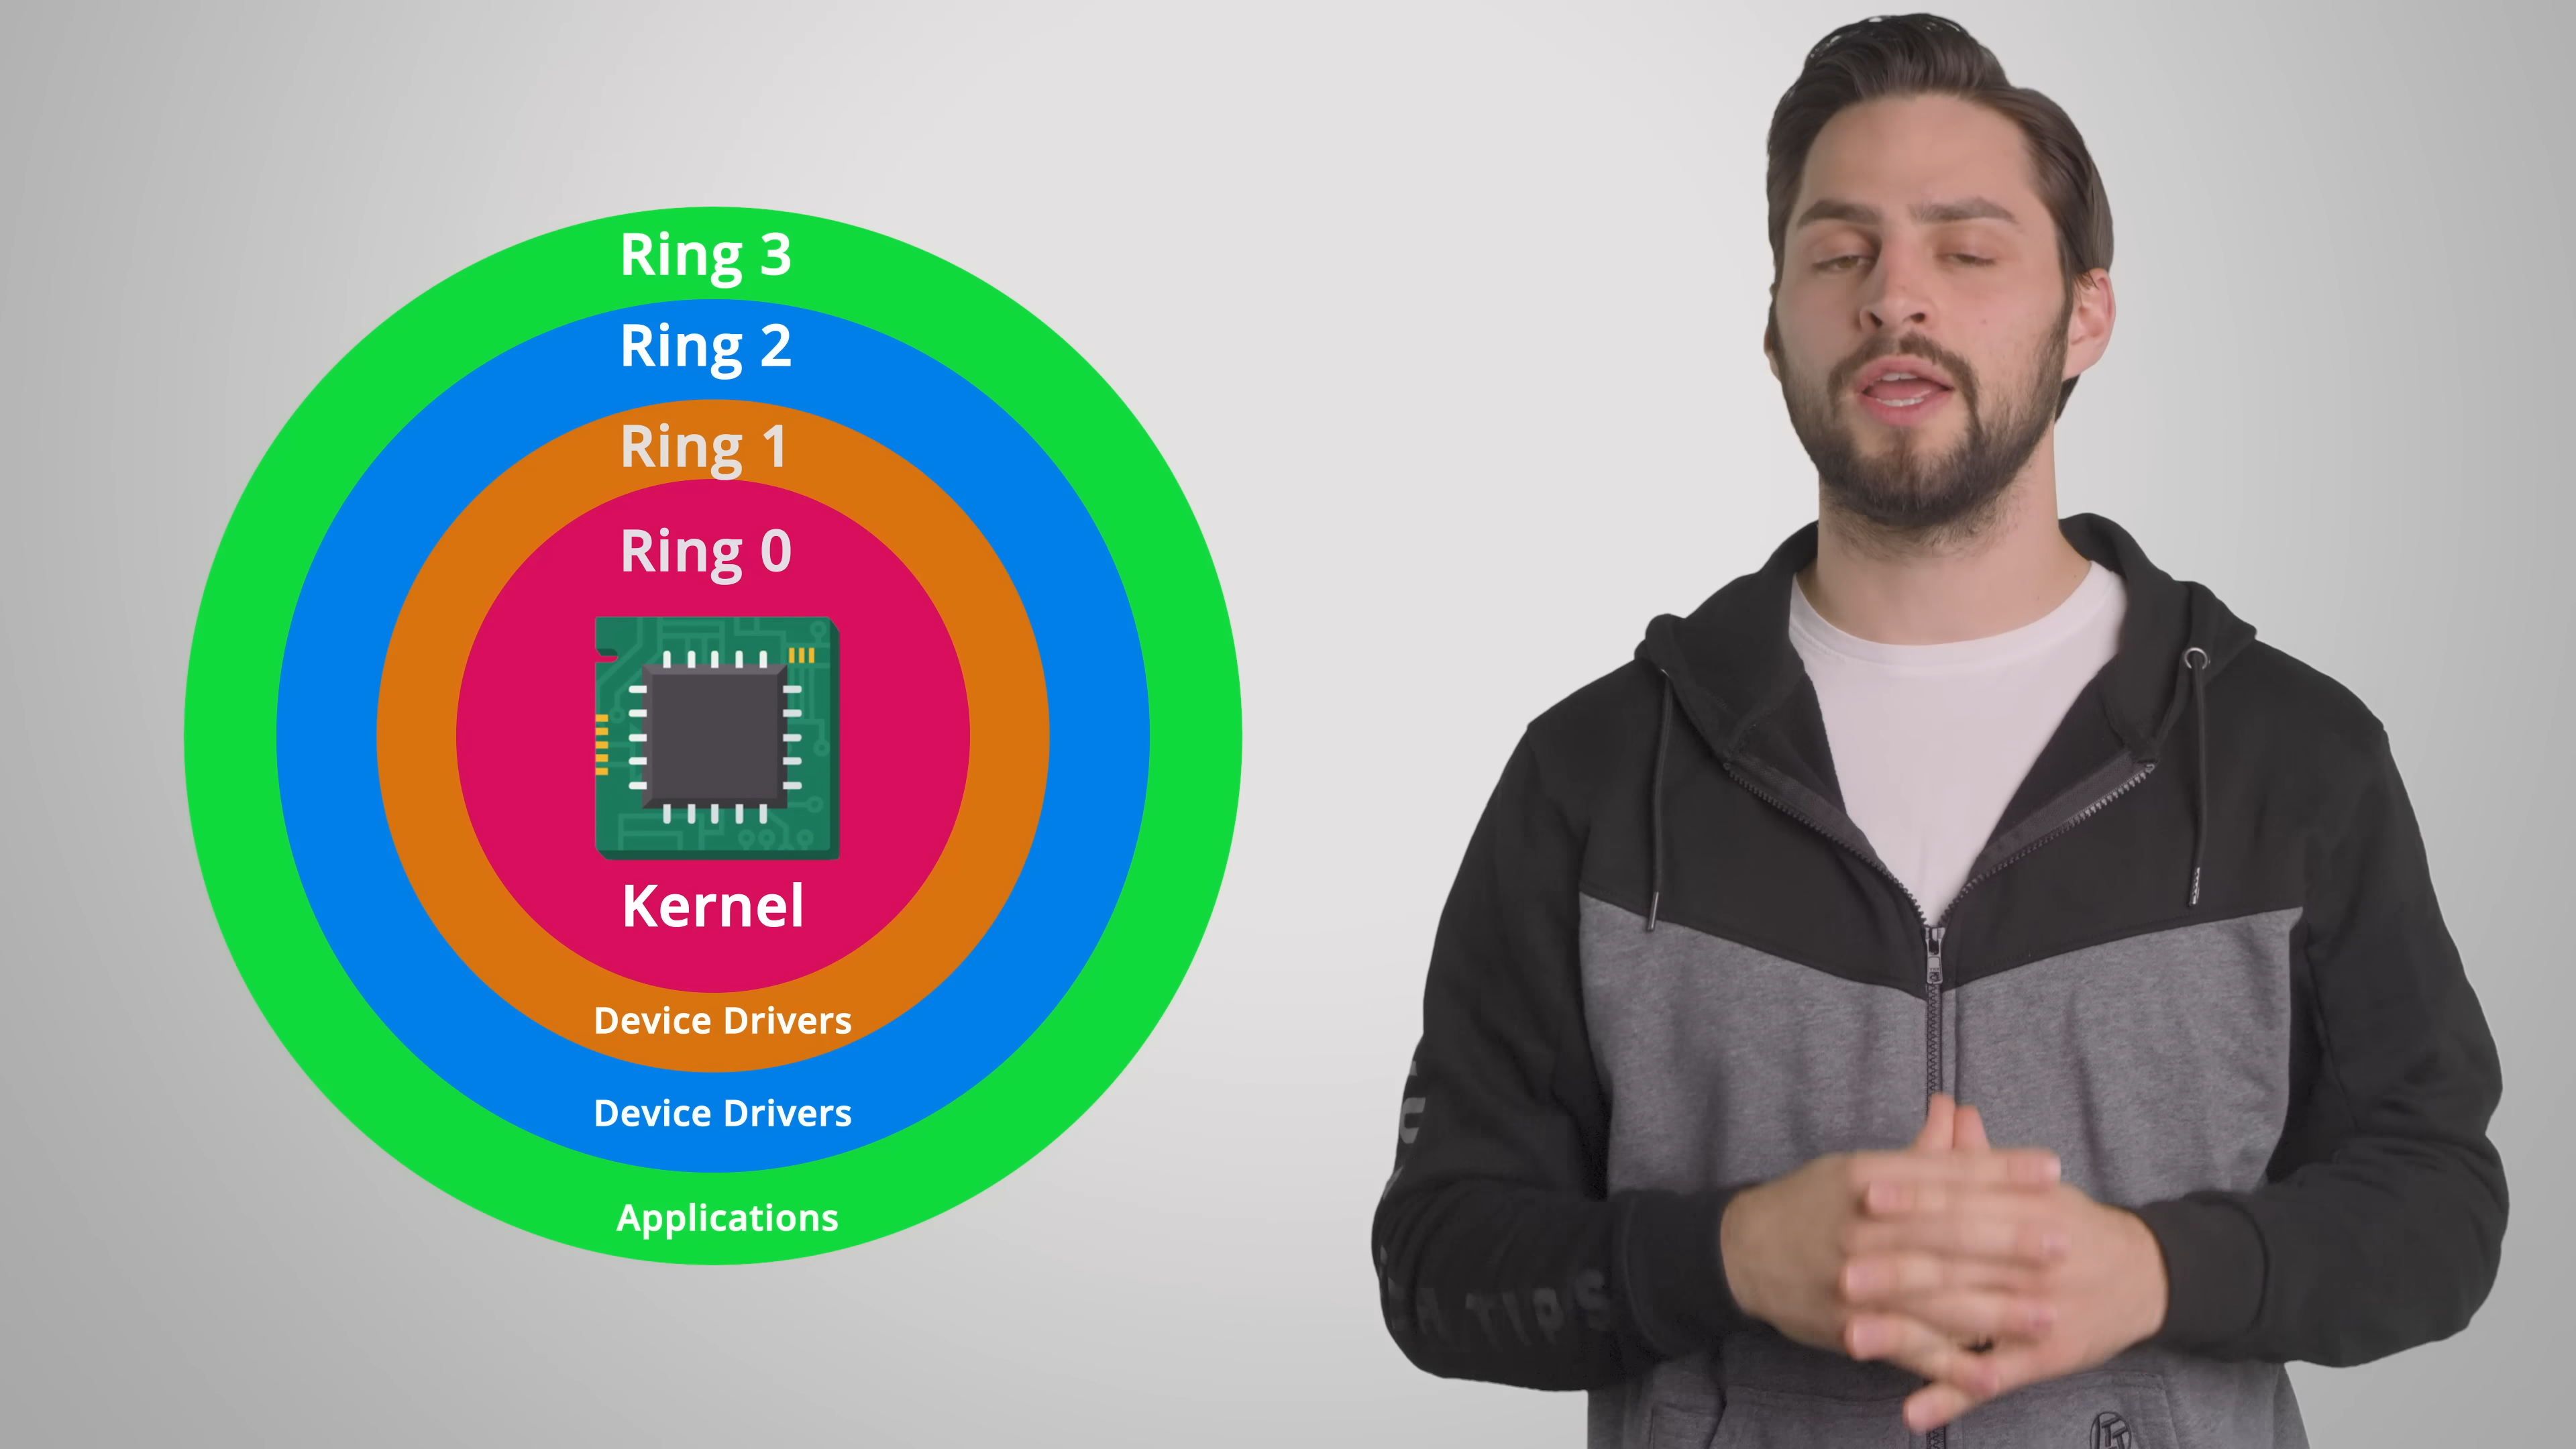 Ring 3
Ring 2
Ring 1
Ring 0
Kernel
Device Drivers
Device Drivers
Applications